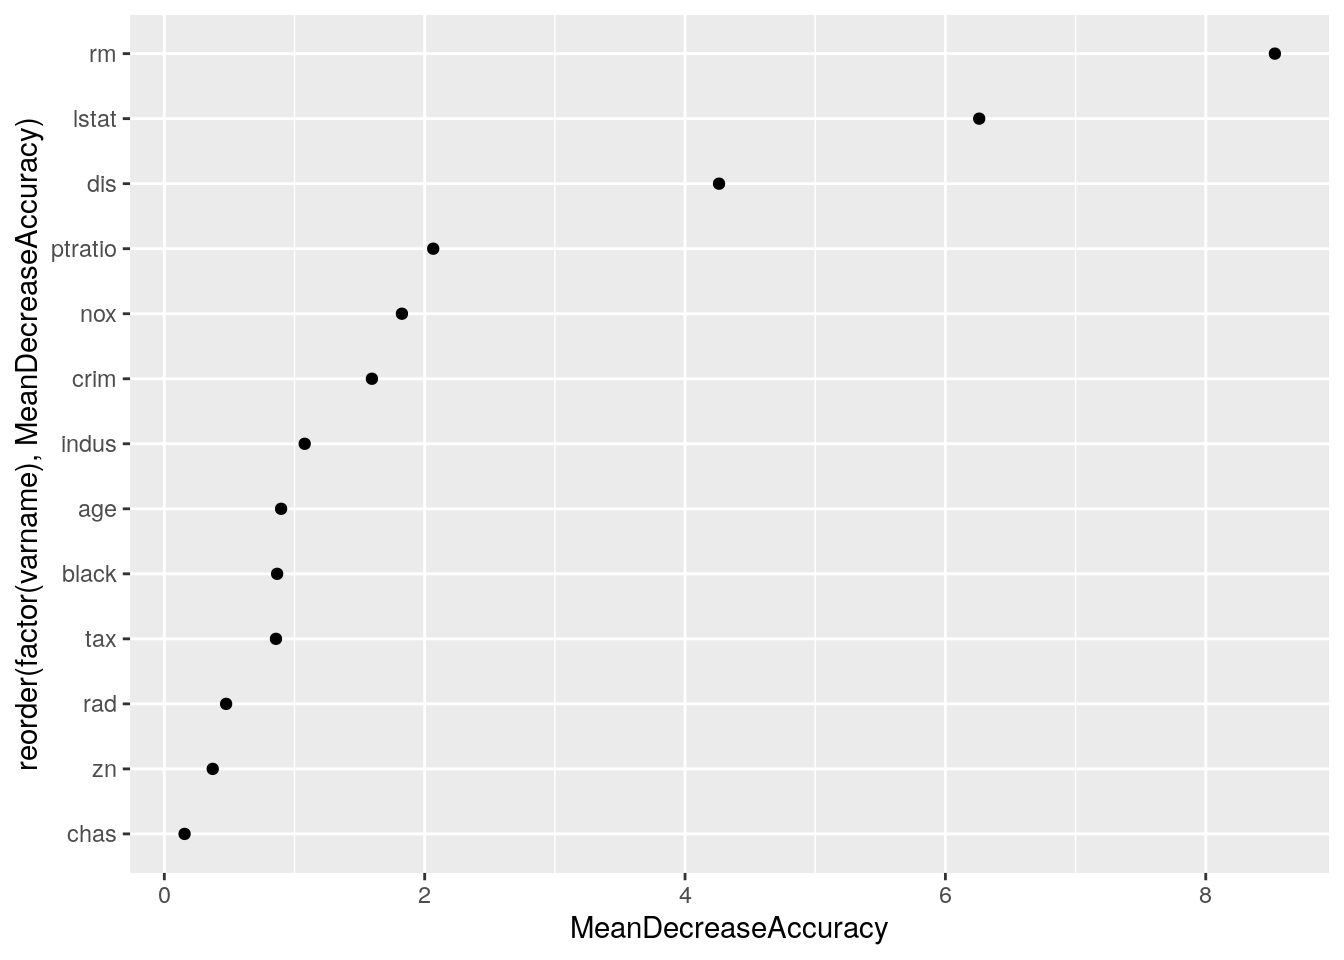 reorder(factor(varname), MeanDecreaseAccuracy)
rm
lstat
dis
ptratio
nox
crim
indus
age
black
tax
rad
zn
chas
0 2 4 6 8
MeanDecreaseAccuracy